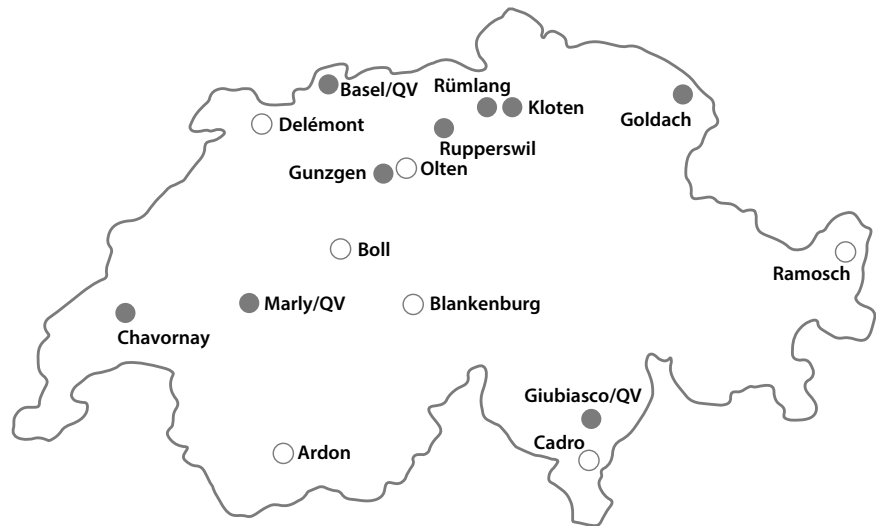 Basel/QV
Rümlang
Kloten
Goldach
Delémont
Rupperswil
Gunzgen
Olten
Boll
Ramosch
Marly/QV
Blankenburg
Chavornay
Giubiasco/QV
Cadro
Ardon